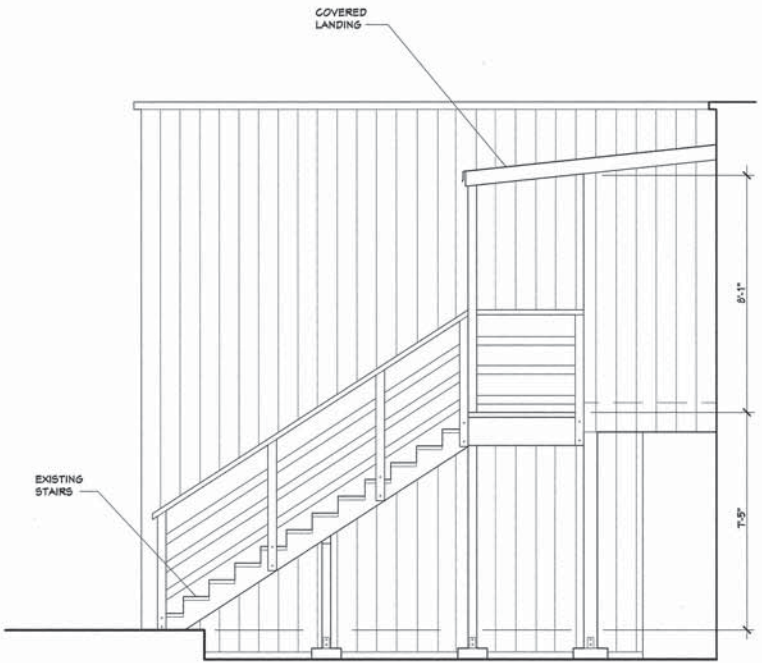 COVERED
LANDING
8'-1"
EXISTING
STAIRS
7'-5"